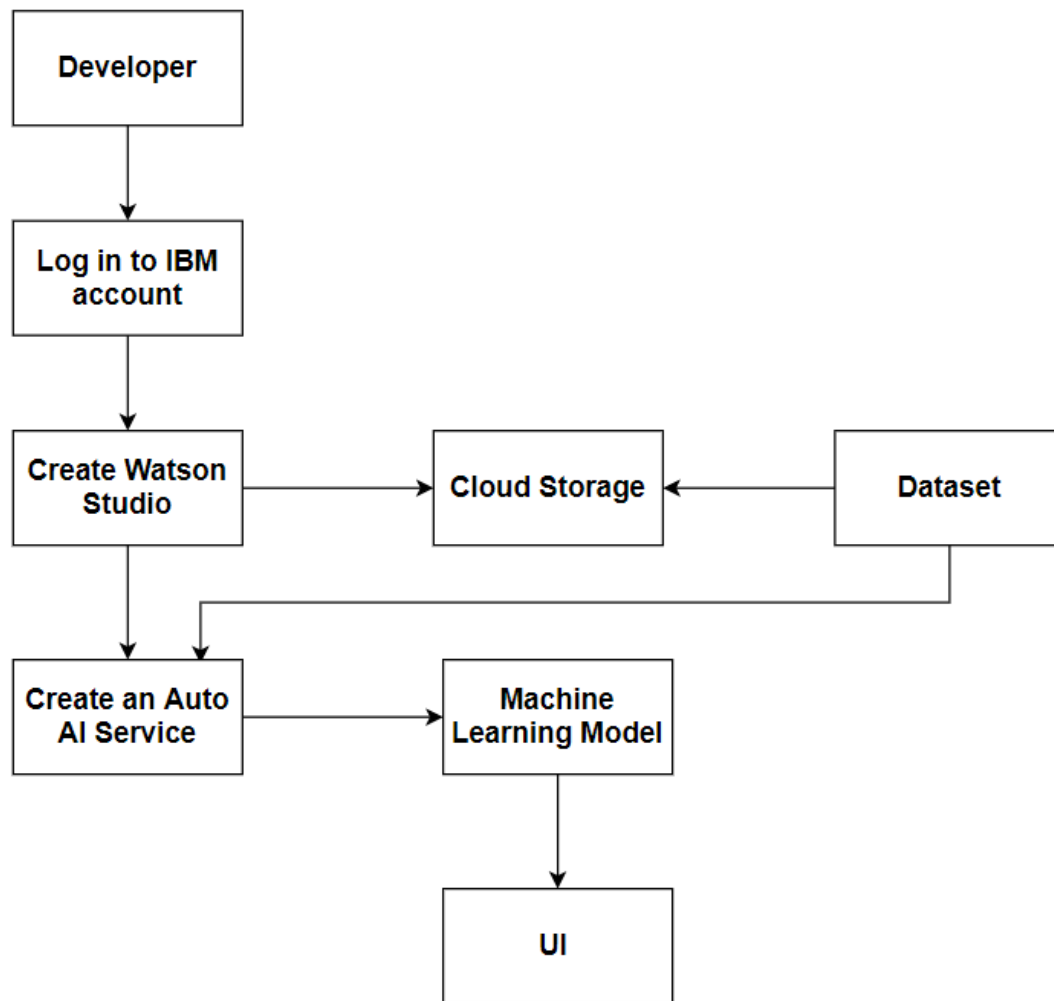 Developer
Log in to IBM
account
Create Watson
Studio
Cloud Storage
Dataset
Create an Auto
AI Service
Machine
Learning Model
UI